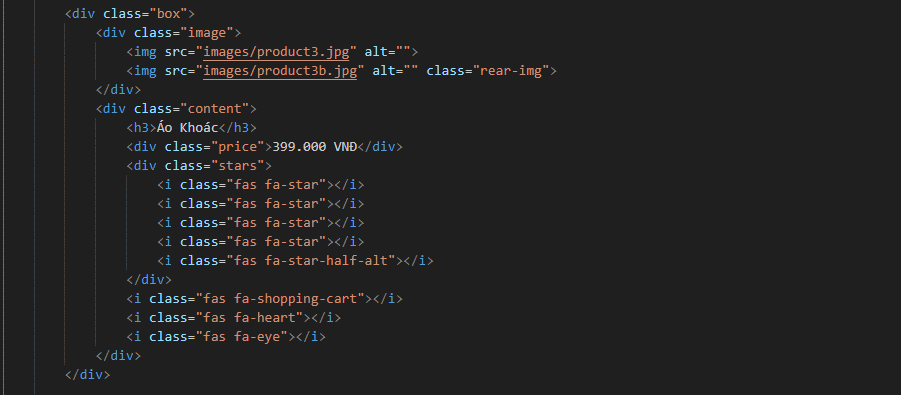 <div class="box">
<div class="image">
<img src="images/product3.jpg" alt="">
<img src="images/product3b.jpg" alt="" class="rear-img">
</div>
<div class="content">
<h3>Áo Khoác</h3>
<div class="price">399.000 VNĐ</div>
<div class="stars">
<i class="fas fa-star"></i>
<i class="fas fa-star"></i>
<i class="fas fa-star"></i>
<i class="fas fa-star"></i>
<i class="fas fa-star-half-alt"></i>
</div>
<i class="fas fa-shopping-cart"></i>
<i class="fas fa-heart"></i>
<i class="fas fa-eye"></i>
</div>
</div>